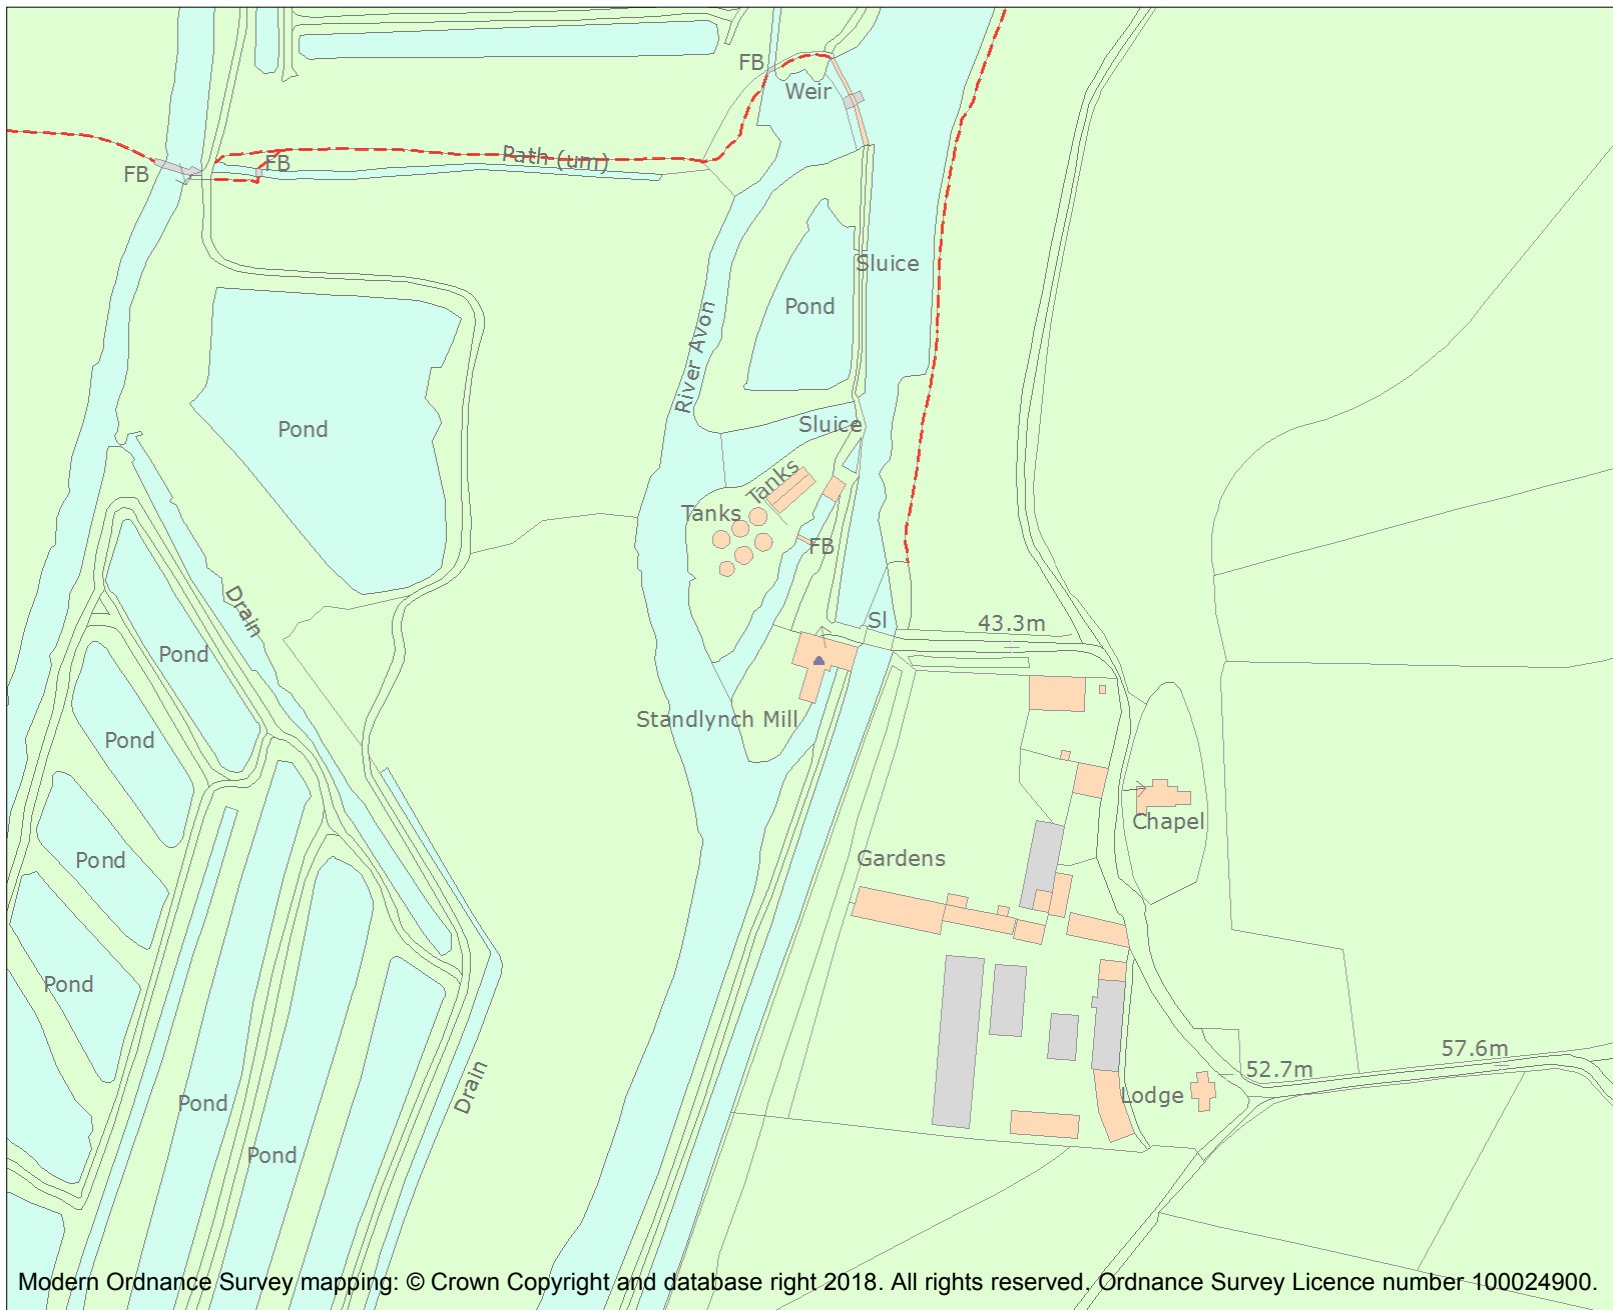 FB
Weir
FB
FB
Path (um)
Sluice
Pond
River Avon
Sluice
Pond
Tanks
Tanks
FB
Drain
Sl
43.3m
Pond
Standlynch Mill
Pond
Chapel
Pond
Gardens
Pond
57.6m
52.7m
Drain
Lodge
Pond
Pond
Modern Ordnance Survey mapping: © Crown Copyright and database right 2018. All rights reserved. Ordnance Survey Licence number 100024900.